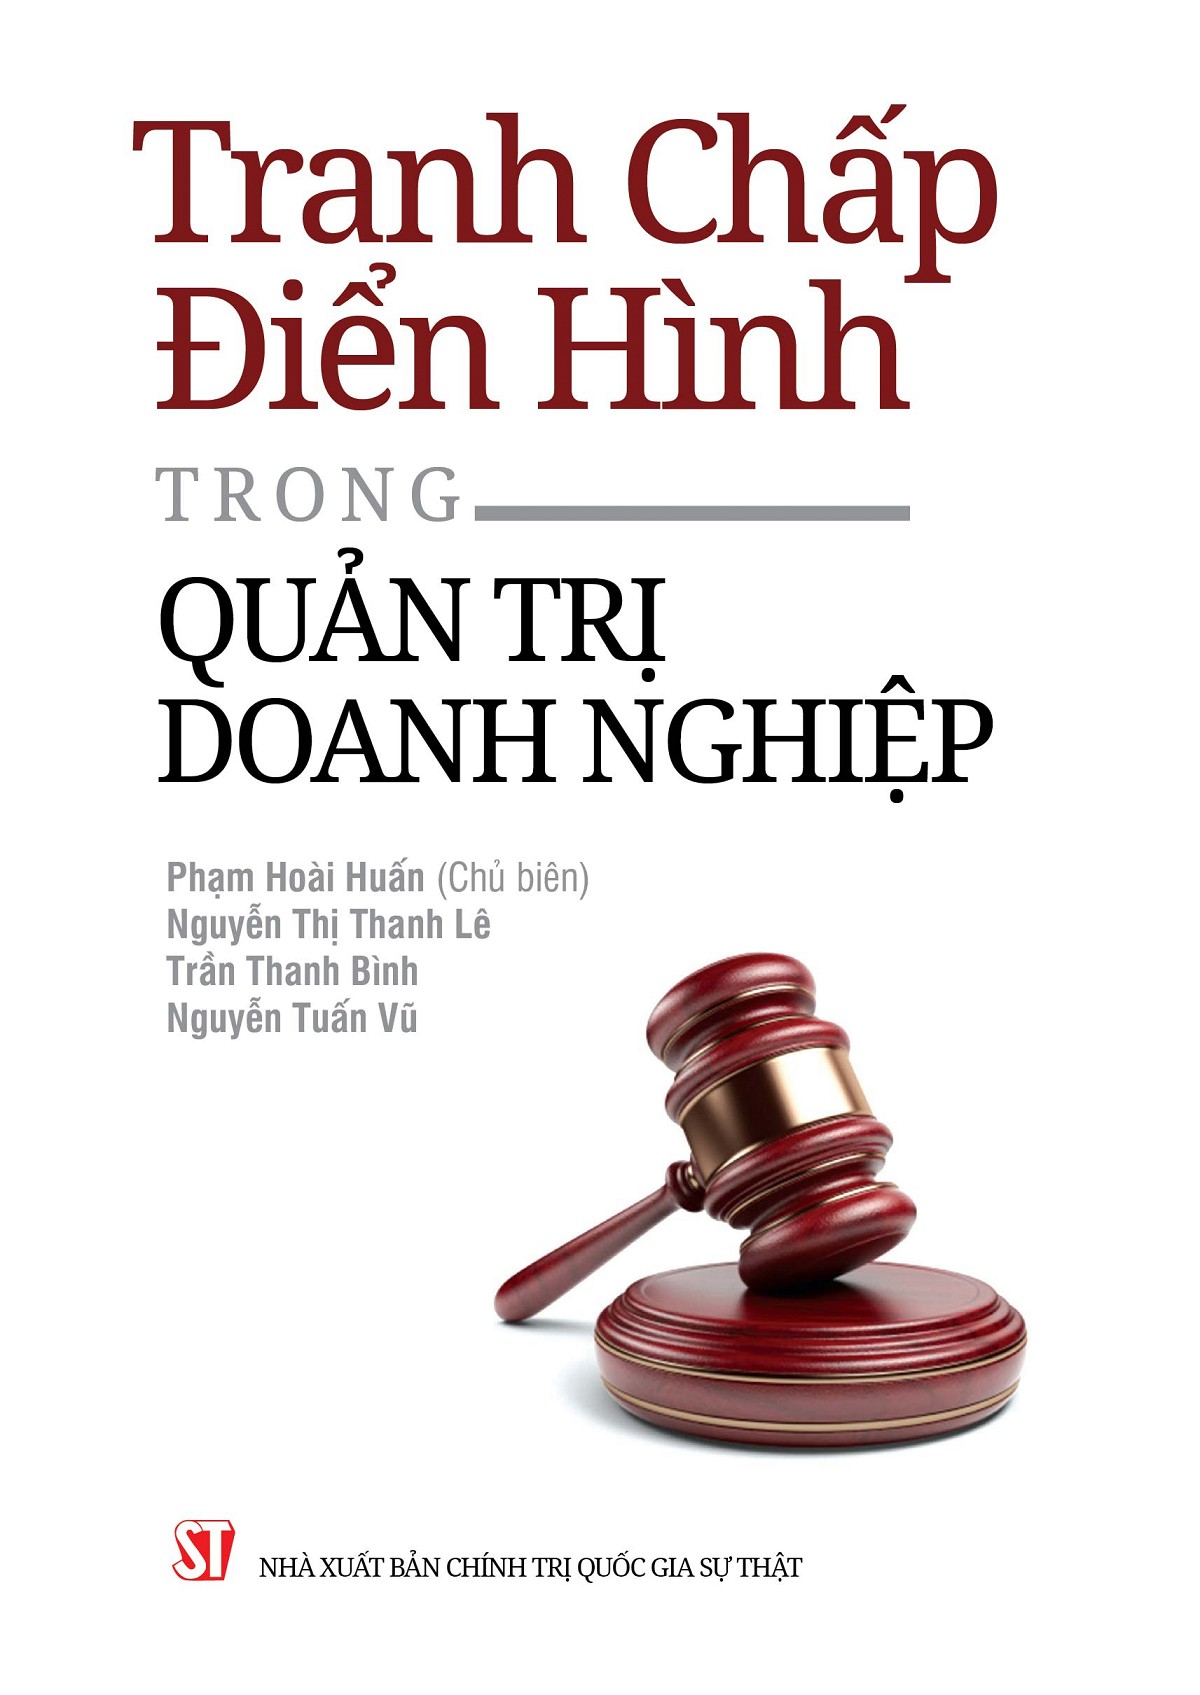 Tranh Chấp
Điển Hình
TRONG
QUẢN TRỊ
DOANH NGHIỆP
Phạm Hoài Huấn (Chủ biên)
Nguyễn Thị Thanh Lê
Trần Thanh Bình
Nguyễn Tuấn Vũ
ST
NHÀ XUẤT BẢN CHÍNH TRỊ QUỐC GIA SỰ THẬT